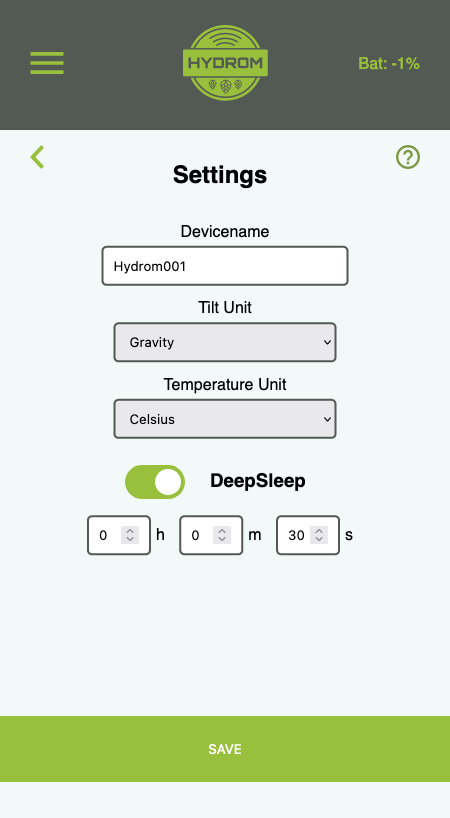 HYDROM
Bat: -1%
Settings
Devicename
Hydrom001
Tilt Unit
Gravity
Temperature Unit
Celsius
DeepSleep
0 h 0 m 30 s
SAVE